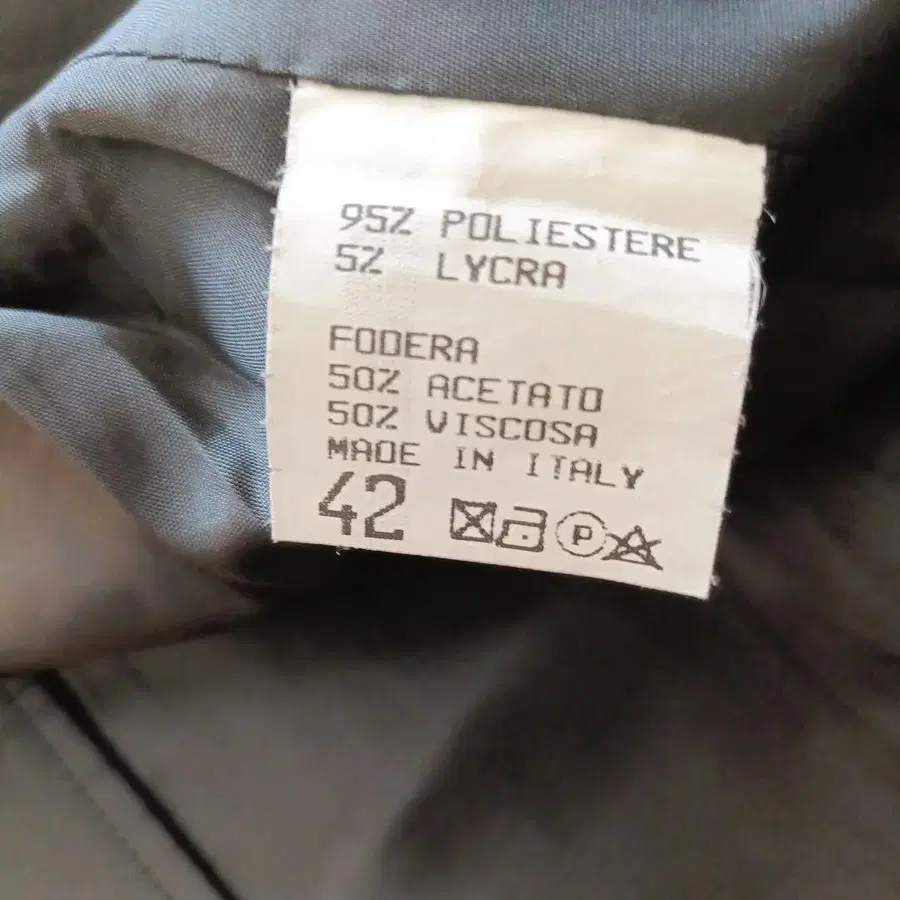 95% POLIESTERE
5% LYCRA
FODERA
50% ACETATO
50% VISCOSA
MADE IN ITALY
42 P